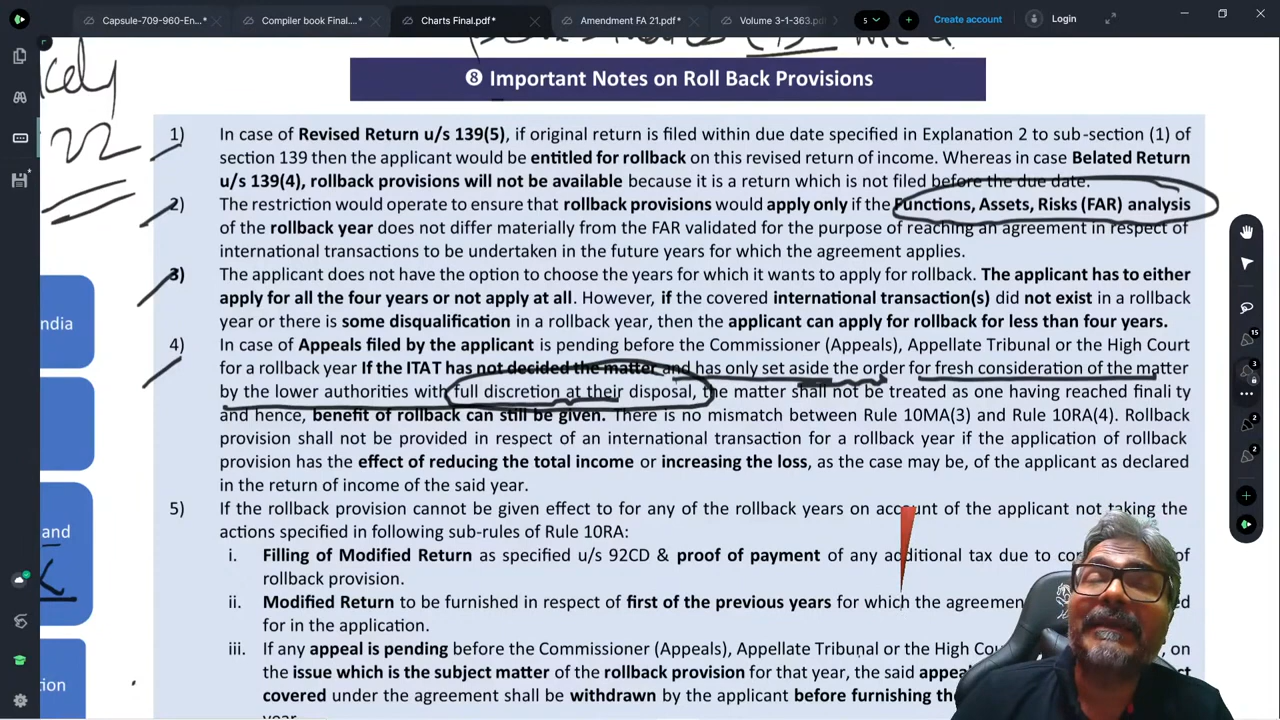 Capsule-709-960-En...*
Compiler book Final....*
Charts Final.pdf*
Amendment FA 21.pdf*
Volume 3-1-363.pd
5
Create account
Login
icely
22
❽ Important Notes on Roll Back Provisions
1) In case of Revised Return u/s 139(5), if original return is filed within due date specified in Explanation 2 to sub-section (1) of
section 139 then the applicant would be entitled for rollback on this revised return of income. Whereas in case Belated Return
u/s 139(4), rollback provisions will not be available because it is a return which is not filed before the due date.
2) The restriction would operate to ensure that rollback provisions would apply only if the Functions, Assets, Risks (FAR) analysis
of the rollback year does not differ materially from the FAR validated for the purpose of reaching an agreement in respect of
international transactions to be undertaken in the future years for which the agreement applies.
3) The applicant does not have the option to choose the years for which it wants to apply for rollback. The applicant has to either
apply for all the four years or not apply at all. However, if the covered international transaction(s) did not exist in a rollback
year or there is some disqualification in a rollback year, then the applicant can apply for rollback for less than four years.
4) In case of Appeals filed by the applicant is pending before the Commissioner (Appeals), Appellate Tribunal or the High Court
for a rollback year If the ITAT has not decided the matter and has only set aside the order for fresh consideration of the matter
by the lower authorities with full discretion at their disposal, the matter shall not be treated as one having reached finali ty
and hence, benefit of rollback can still be given. There is no mismatch between Rule 10MA(3) and Rule 10RA(4). Rollback
provision shall not be provided in respect of an international transaction for a rollback year if the application of rollback
provision has the effect of reducing the total income or increasing the loss, as the case may be, of the applicant as declared
in the return of income of the said year.
5) If the rollback provision cannot be given effect to for any of the rollback years on account of the applicant not taking the
actions specified in following sub-rules of Rule 10RA:
i. Filling of Modified Return as specified u/s 92CD & proof of payment of any additional tax due to of
rollback provision.
ii. Modified Return to be furnished in respect of first of the previous years for which the
for in the application.
iii. If any appeal is pending before the Commissioner (Appeals), Appellate Tribunal or the High on
the issue which is the subject matter of the rollback provision for that year, the said
covered under the agreement shall be withdrawn by the applicant before furnishing
year
ndia
and
tion
15
3
2
2